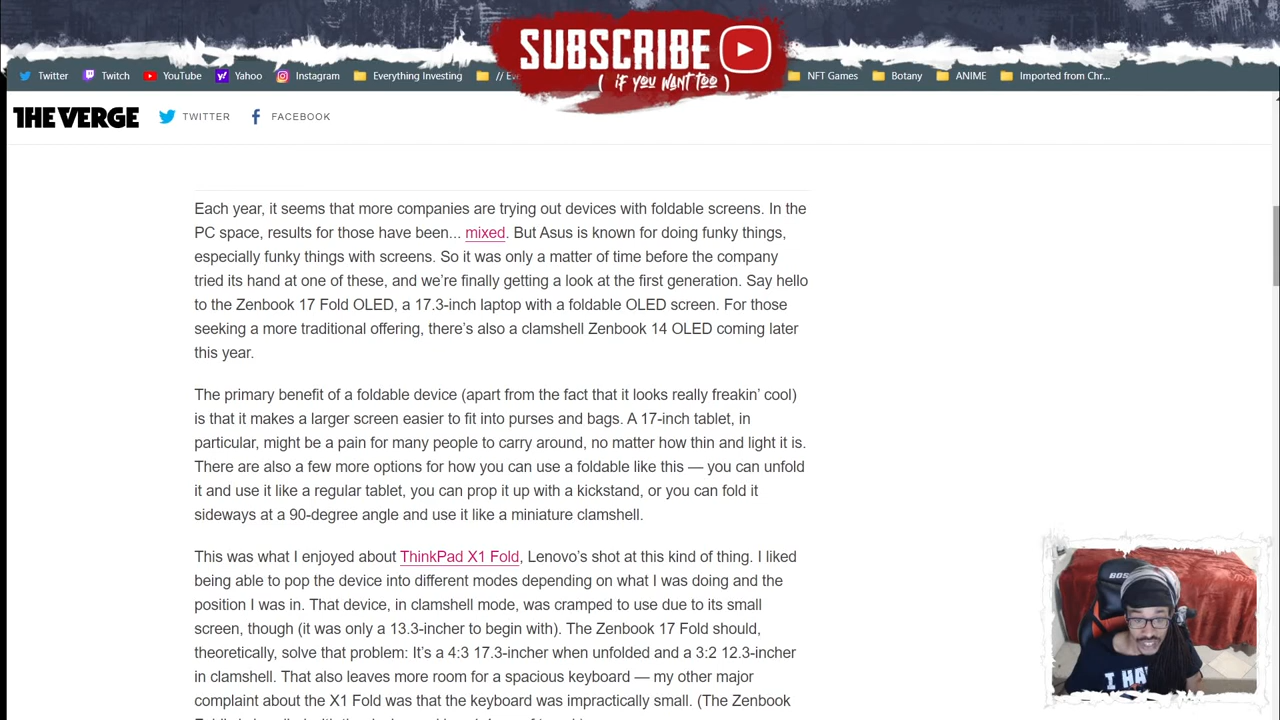 SUBSCRIBE
( if you want too )
Twitter Twitch YouTube Yahoo Instagram Everything Investing // Eve NFT Games Botany ANIME Imported from Chr...
THE VERGE TWITTER FACEBOOK
Each year, it seems that more companies are trying out devices with foldable screens. In the
PC space, results for those have been... mixed. But Asus is known for doing funky things,
especially funky things with screens. So it was only a matter of time before the company
tried its hand at one of these, and we’re finally getting a look at the first generation. Say hello
to the Zenbook 17 Fold OLED, a 17.3-inch laptop with a foldable OLED screen. For those
seeking a more traditional offering, there’s also a clamshell Zenbook 14 OLED coming later
this year.
The primary benefit of a foldable device (apart from the fact that it looks really freakin’ cool)
is that it makes a larger screen easier to fit into purses and bags. A 17-inch tablet, in
particular, might be a pain for many people to carry around, no matter how thin and light it is.
There are also a few more options for how you can use a foldable like this — you can unfold
it and use it like a regular tablet, you can prop it up with a kickstand, or you can fold it
sideways at a 90-degree angle and use it like a miniature clamshell.
This was what I enjoyed about ThinkPad X1 Fold, Lenovo’s shot at this kind of thing. I liked
being able to pop the device into different modes depending on what I was doing and the
position I was in. That device, in clamshell mode, was cramped to use due to its small
screen, though (it was only a 13.3-incher to begin with). The Zenbook 17 Fold should,
theoretically, solve that problem: It’s a 4:3 17.3-incher when unfolded and a 3:2 12.3-incher
in clamshell. That also leaves more room for a spacious keyboard — my other major
complaint about the X1 Fold was that the keyboard was impractically small. (The Zenbook
BOSS
I HAV